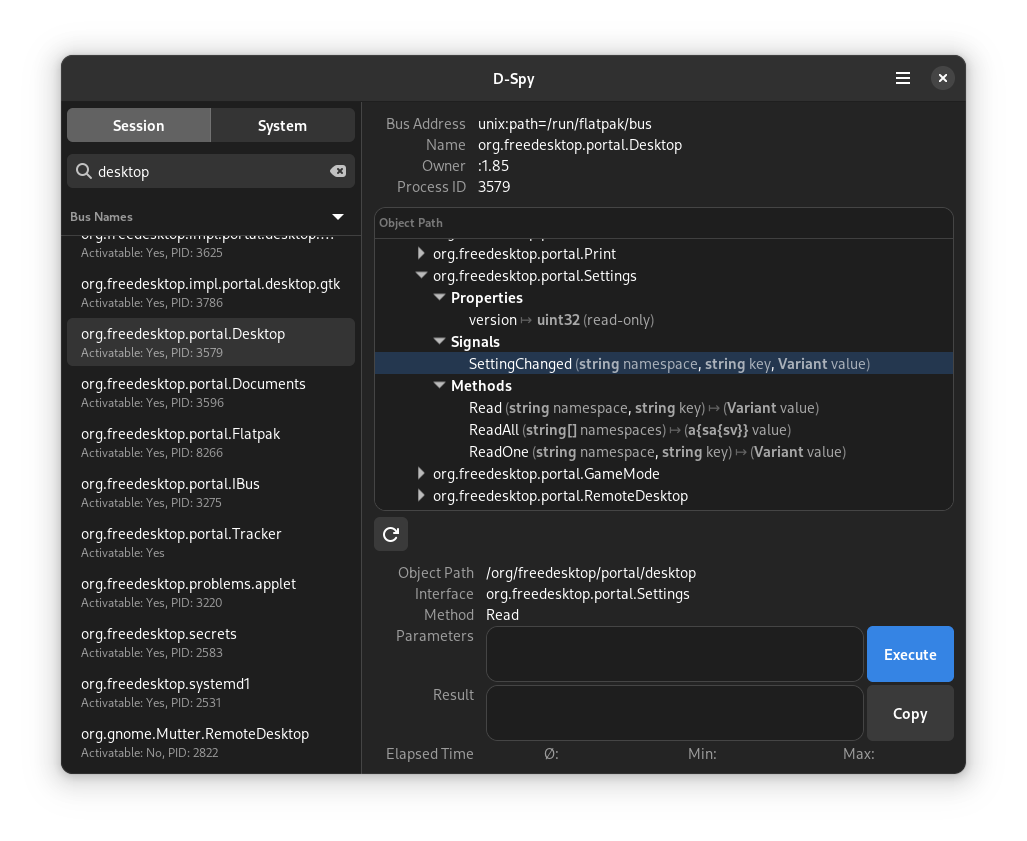 D-Spy
Session
System
desktop
Bus Names
org.freedesktop.impl.portal.desktop....
Activatable: Yes, PID: 3625
org.freedesktop.impl.portal.desktop.gtk
Activatable: Yes, PID: 3786
org.freedesktop.portal.Desktop
Activatable: Yes, PID: 3579
org.freedesktop.portal.Documents
Activatable: Yes, PID: 3596
org.freedesktop.portal.Flatpak
Activatable: Yes, PID: 8266
org.freedesktop.portal.IBus
Activatable: Yes, PID: 3275
org.freedesktop.portal.Tracker
Activatable: Yes
org.freedesktop.problems.applet
Activatable: Yes, PID: 3220
org.freedesktop.secrets
Activatable: Yes, PID: 2583
org.freedesktop.systemd1
Activatable: Yes, PID: 2531
org.gnome.Mutter.RemoteDesktop
Activatable: No, PID: 2822
Bus Address unix:path=/run/flatpak/bus
Name org.freedesktop.portal.Desktop
Owner :1.85
Process ID 3579
Object Path
org.freedesktop.portal.Print
org.freedesktop.portal.Settings
Properties
version ↦ uint32 (read-only)
Signals
SettingChanged (string namespace, string key, Variant value)
Methods
Read (string namespace, string key) ↦ (Variant value)
ReadAll (string[] namespaces) ↦ (a{sa{sv}} value)
ReadOne (string namespace, string key) ↦ (Variant value)
org.freedesktop.portal.GameMode
org.freedesktop.portal.RemoteDesktop
Object Path /org/freedesktop/portal/desktop
Interface org.freedesktop.portal.Settings
Method Read
Parameters
Execute
Result
Copy
Elapsed Time Ø: Min: Max: